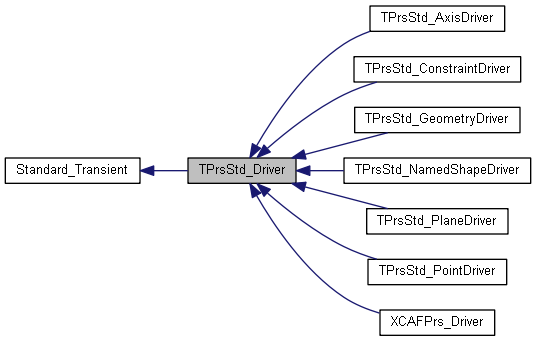 TPrsStd_AxisDriver
TPrsStd_ConstraintDriver
TPrsStd_GeometryDriver
Standard_Transient
TPrsStd_Driver
TPrsStd_NamedShapeDriver
TPrsStd_PlaneDriver
TPrsStd_PointDriver
XCAFPrs_Driver